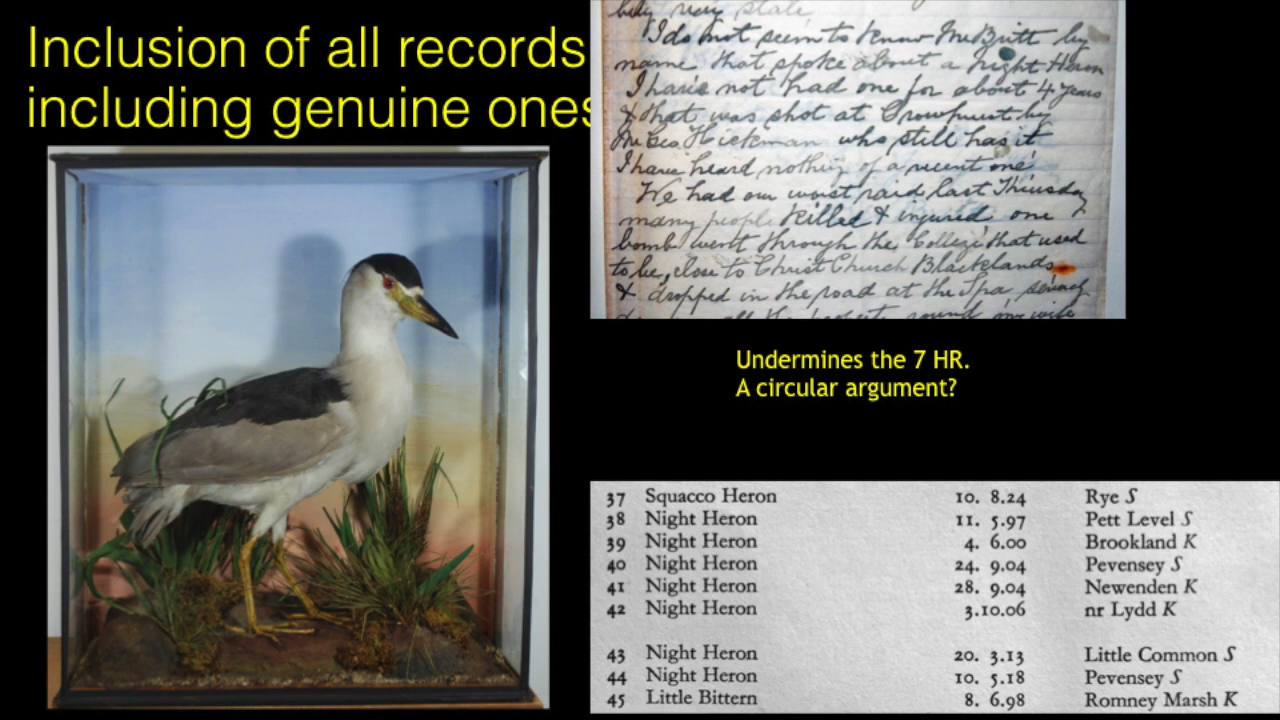 Inclusion of all records
including genuine ones
very state
I do not seem to know Mr Britt by
name that spoke about a night Heron
I have not had one for about 4 years
& that was shot at Crowhurst by
Mr Geo Hickman who still has it
I have heard nothing of a recent one
We had our worst raid last Thursday
many people killed & injured one
bomb went through the College that used
to be, close to Christ Church Blacklands
& dropped in the road at the Spa
all the round my wife
Undermines the 7 HR.
A circular argument?
37 Squacco Heron 10. 8.24 Rye S
38 Night Heron 11. 5.97 Pett Level S
39 Night Heron 4. 6.00 Brookland K
40 Night Heron 24. 9.04 Pevensey S
41 Night Heron 28. 9.04 Newenden K
42 Night Heron 3.10.06 nr Lydd K
43 Night Heron 20. 3.13 Little Common S
44 Night Heron 10. 5.18 Pevensey S
45 Little Bittern 8. 6.98 Romney Marsh K